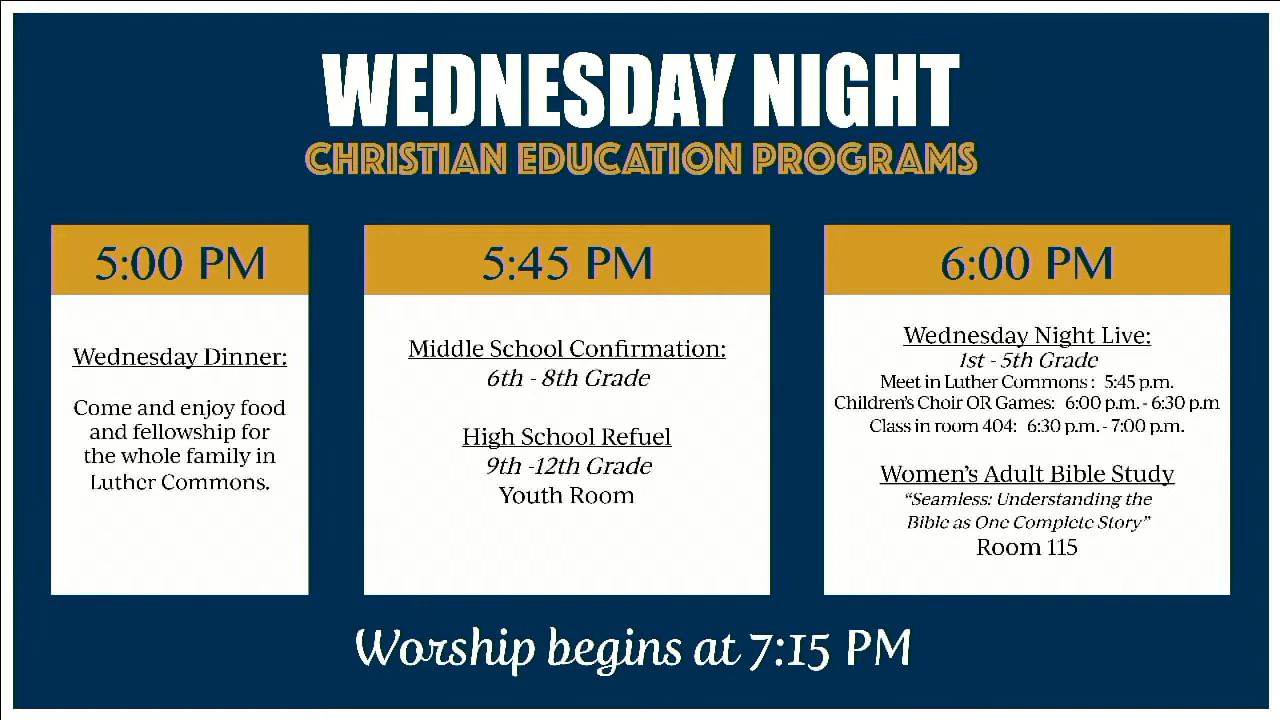 WEDNESDAY NIGHT
CHRISTIAN EDUCATION PROGRAMS
5:00 PM
Wednesday Dinner:
Come and enjoy food
and fellowship for
the whole family in
Luther Commons.
5:45 PM
Middle School Confirmation:
6th - 8th Grade
High School Refuel
9th -12th Grade
Youth Room
6:00 PM
Wednesday Night Live:
1st - 5th Grade
Meet in Luther Commons : 5:45 p.m.
Children's Choir OR Games: 6:00 p.m. - 6:30 p.m
Class in room 404: 6:30 p.m. - 7:00 p.m.
Women's Adult Bible Study
"Seamless: Understanding the
Bible as One Complete Story"
Room 115
Worship begins at 7:15 PM